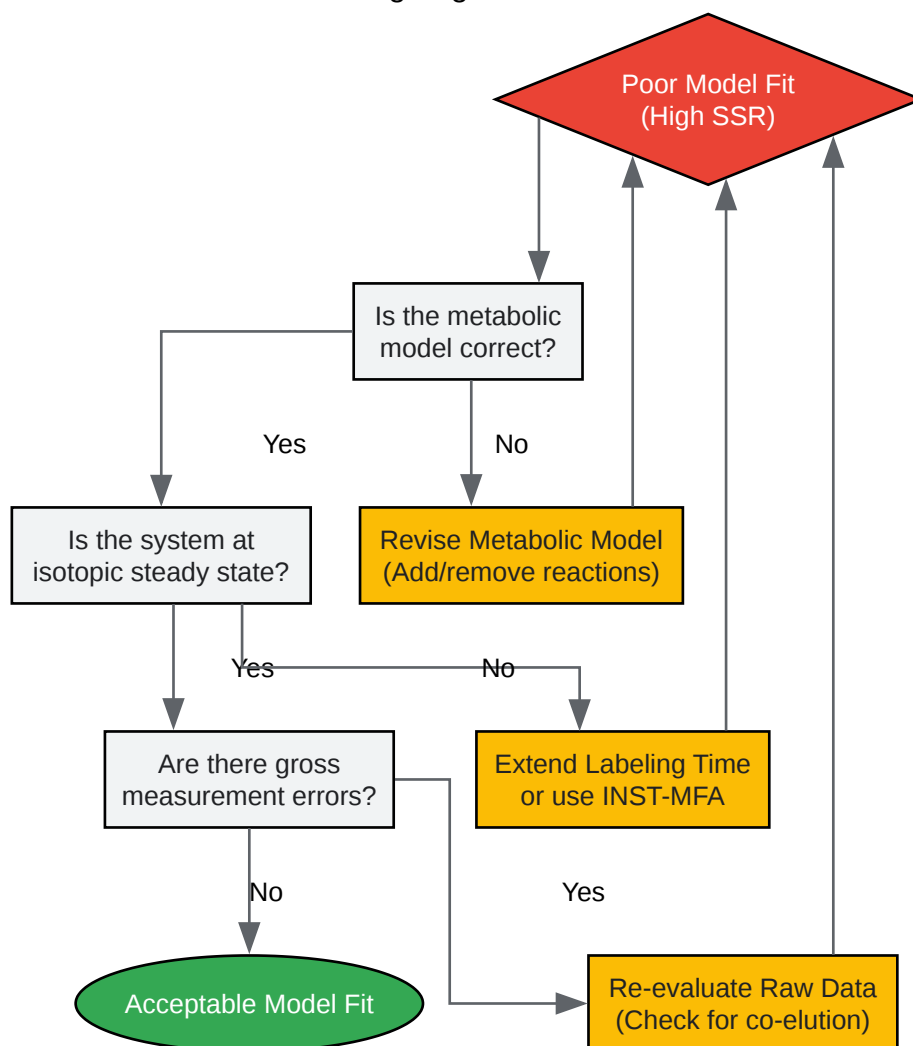 Poor Model Fit
(High SSR)
Is the metabolic
model correct?
Yes
No
Is the system at
isotopic steady state?
Revise Metabolic Model
(Add/remove reactions)
Yes
No
Are there gross
measurement errors?
Extend Labeling Time
or use INST-MFA
No
Yes
Acceptable Model Fit
Re-evaluate Raw Data
(Check for co-elution)